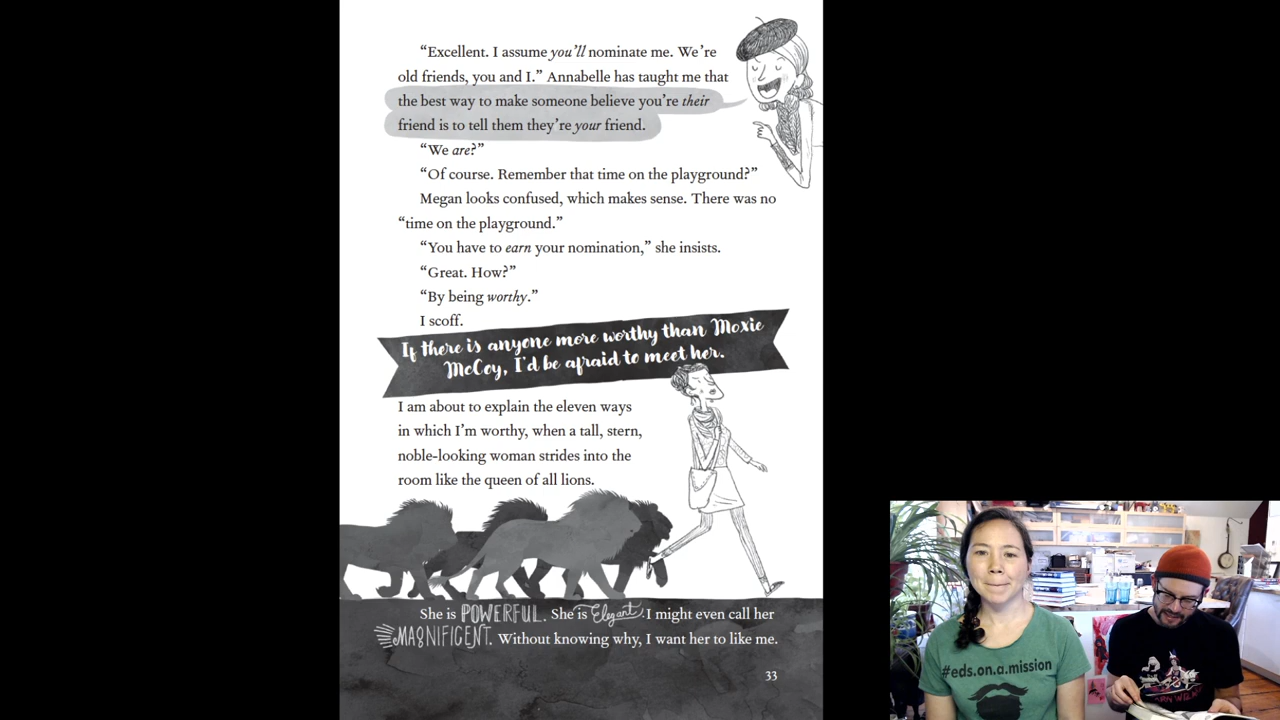 “Excellent. I assume you’ll nominate me. We’re
old friends, you and I.” Annabelle has taught me that
the best way to make someone believe you’re their
friend is to tell them they’re your friend.
“We are?”
“Of course. Remember that time on the playground?”
Megan looks confused, which makes sense. There was no
“time on the playground.”
“You have to earn your nomination,” she insists.
“Great. How?”
“By being worthy.”
I scoff.
If there is anyone more worthy than Moxie
McCoy, I’d be afraid to meet her.
I am about to explain the eleven ways
in which I’m worthy, when a tall, stern,
noble-looking woman strides into the
room like the queen of all lions.
She is POWERFUL. She is Elegant. I might even call her
MAGNIFICENT. Without knowing why, I want her to like me.
33
#eds.on.a.mission